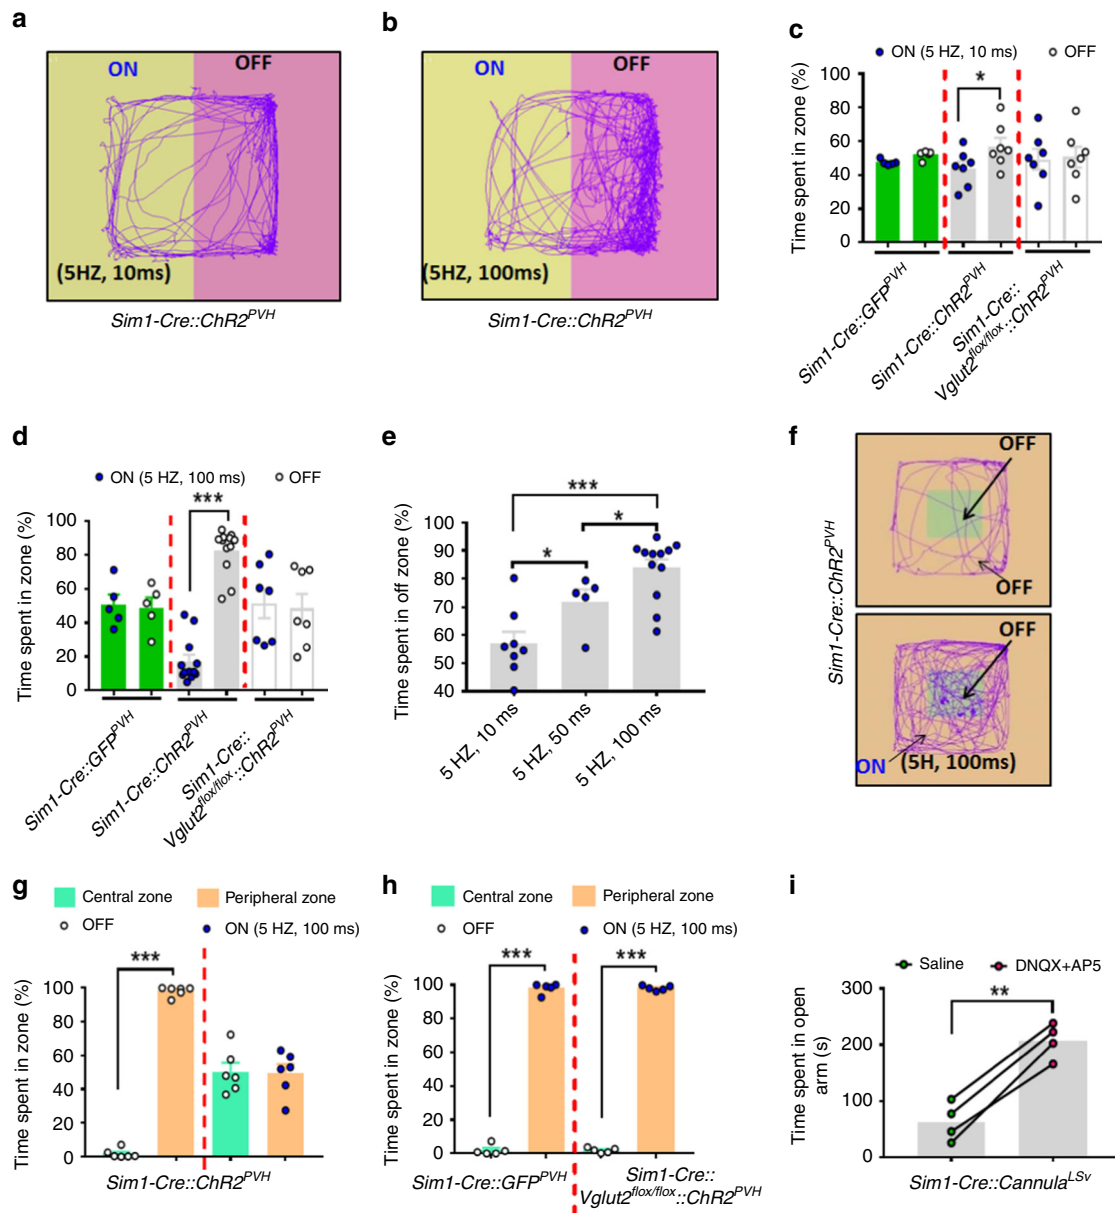 a
ON
OFF
(5HZ, 10ms)
Sim1-Cre::ChR2PVH
b
ON
OFF
(5HZ, 100ms)
Sim1-Cre::ChR2PVH
c
ON (5 HZ, 10 ms)
OFF
Time spent in zone (%)
100
80
60
40
20
0
*
Sim1-Cre::GFPPVH
Sim1-Cre::ChR2PVH
Sim1-Cre::
Vglut2flox/flox::ChR2PVH
d
ON (5 HZ, 100 ms)
OFF
Time spent in zone (%)
100
80
60
40
20
0
***
Sim1-Cre::GFPPVH
Sim1-Cre::ChR2PVH
Sim1-Cre::
Vglut2flox/flox::ChR2PVH
e
Time spent in off zone (%)
100
90
80
70
60
50
40
***
*
*
5 HZ, 10 ms
5 HZ, 50 ms
5 HZ, 100 ms
f
Sim1-Cre::ChR2PVH
OFF
OFF
OFF
ON
(5H, 100ms)
g
Central zone
Peripheral zone
OFF
ON (5 HZ, 100 ms)
Time spent in zone (%)
100
80
60
40
20
0
***
Sim1-Cre::ChR2PVH
h
Central zone
Peripheral zone
OFF
ON (5 HZ, 100 ms)
Time spent in zone (%)
100
80
60
40
20
0
***
***
Sim1-Cre::GFPPVH
Sim1-Cre::
Vglut2flox/flox::ChR2PVH
i
Saline
DNQX+AP5
Time spent in open
arm (s)
300
200
100
0
**
Sim1-Cre::CannulaLSv